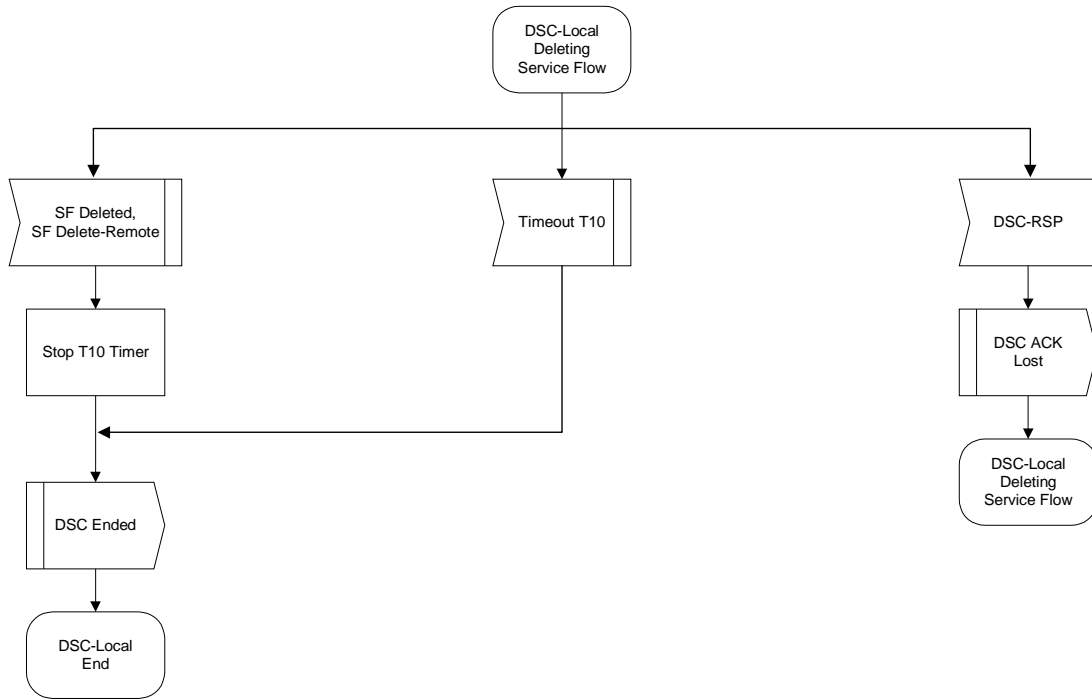 DSC-Local
Deleting
Service Flow
SF Deleted,
SF Delete-Remote
Timeout T10
DSC-RSP
Stop T10 Timer
DSC ACK
Lost
DSC-Local
Deleting
Service Flow
DSC Ended
DSC-Local
End